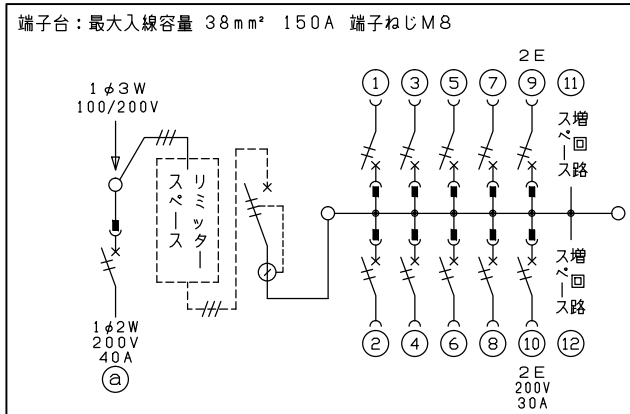 端子台：最大入線容量 38mm² 150A 端子ねじM8
1φ3W
100/200V
リミッター
スペース
1φ2W
200V
40A
a
2E
1 3 5 7 9 11
増回路
スペース
増回路
スペース
2 4 6 8 10 12
2E
200V
30A